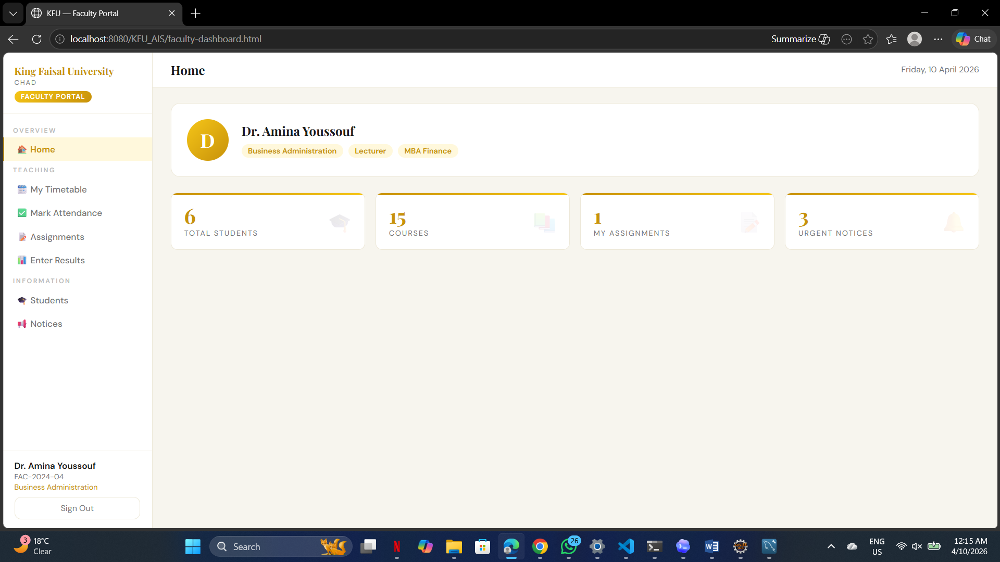 KFU — Faculty Portal
localhost:8080/KFU_AIS/faculty-dashboard.html
Summarize
Chat
King Faisal University
CHAD
FACULTY PORTAL
OVERVIEW
Home
TEACHING
My Timetable
Mark Attendance
Assignments
Enter Results
INFORMATION
Students
Notices
Dr. Amina Youssouf
FAC-2024-04
Business Administration
Sign Out
Home
Friday, 10 April 2026
D
Dr. Amina Youssouf
Business Administration
Lecturer
MBA Finance
6
TOTAL STUDENTS
15
COURSES
1
MY ASSIGNMENTS
3
URGENT NOTICES
3
18°C
Clear
Search
26
ENG
US
12:15 AM
4/10/2026